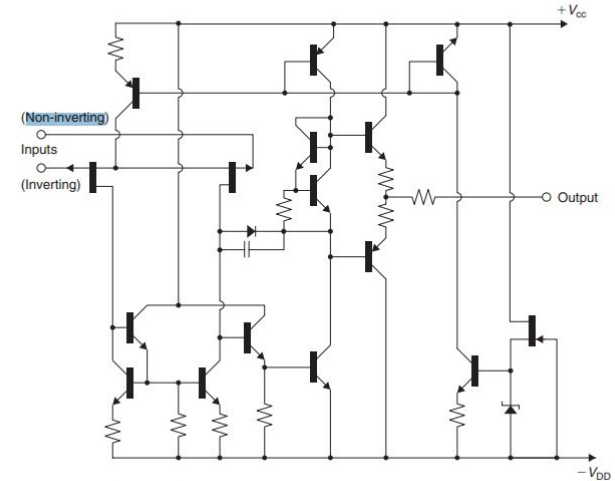 +Vcc
(Non-inverting)
Inputs
(Inverting)
Output
−VDD